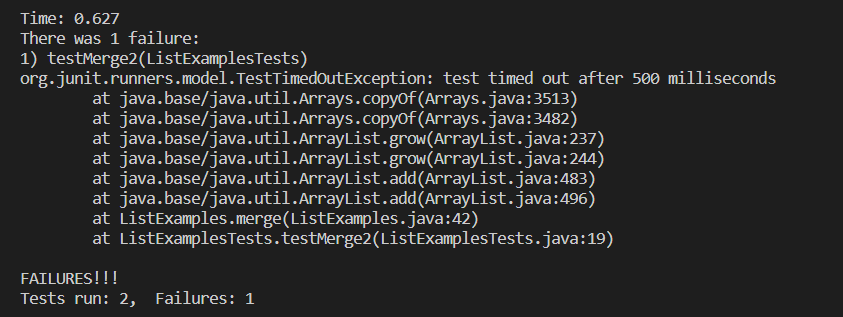 Time: 0.627
There was 1 failure:
1) testMerge2(ListExamplesTests)
org.junit.runners.model.TestTimedOutException: test timed out after 500 milliseconds
at java.base/java.util.Arrays.copyOf(Arrays.java:3513)
at java.base/java.util.Arrays.copyOf(Arrays.java:3482)
at java.base/java.util.ArrayList.grow(ArrayList.java:237)
at java.base/java.util.ArrayList.grow(ArrayList.java:244)
at java.base/java.util.ArrayList.add(ArrayList.java:483)
at java.base/java.util.ArrayList.add(ArrayList.java:496)
at ListExamples.merge(ListExamples.java:42)
at ListExamplesTests.testMerge2(ListExamplesTests.java:19)
FAILURES!!!
Tests run: 2,  Failures: 1